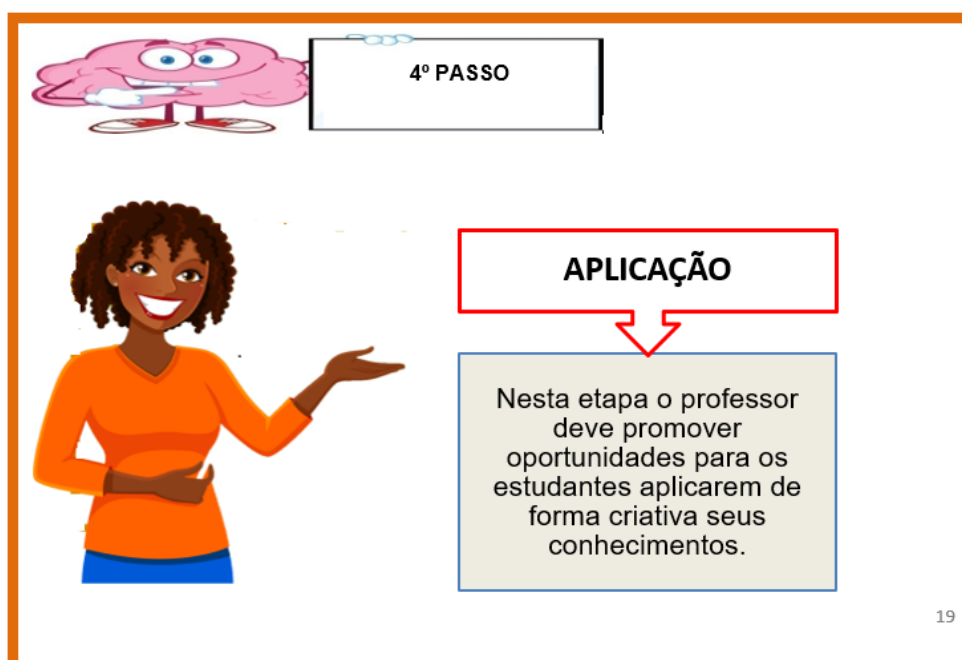 4º PASSO
APLICAÇÃO
Nesta etapa o professor
deve promover
oportunidades para os
estudantes aplicarem de
forma criativa seus
conhecimentos.
19